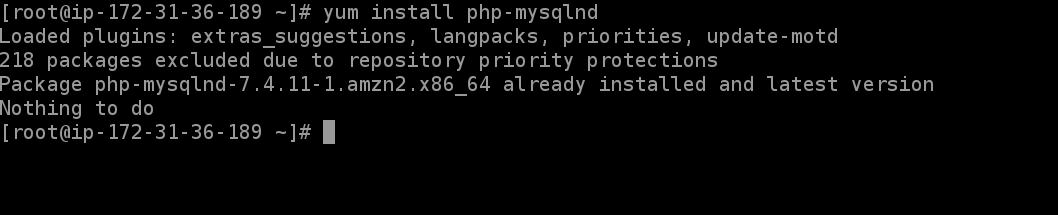 [root@ip-172-31-36-189 ~]# yum install php-mysqlnd
Loaded plugins: extras_suggestions, langpacks, priorities, update-motd
218 packages excluded due to repository priority protections
Package php-mysqlnd-7.4.11-1.amzn2.x86_64 already installed and latest version
Nothing to do
[root@ip-172-31-36-189 ~]#